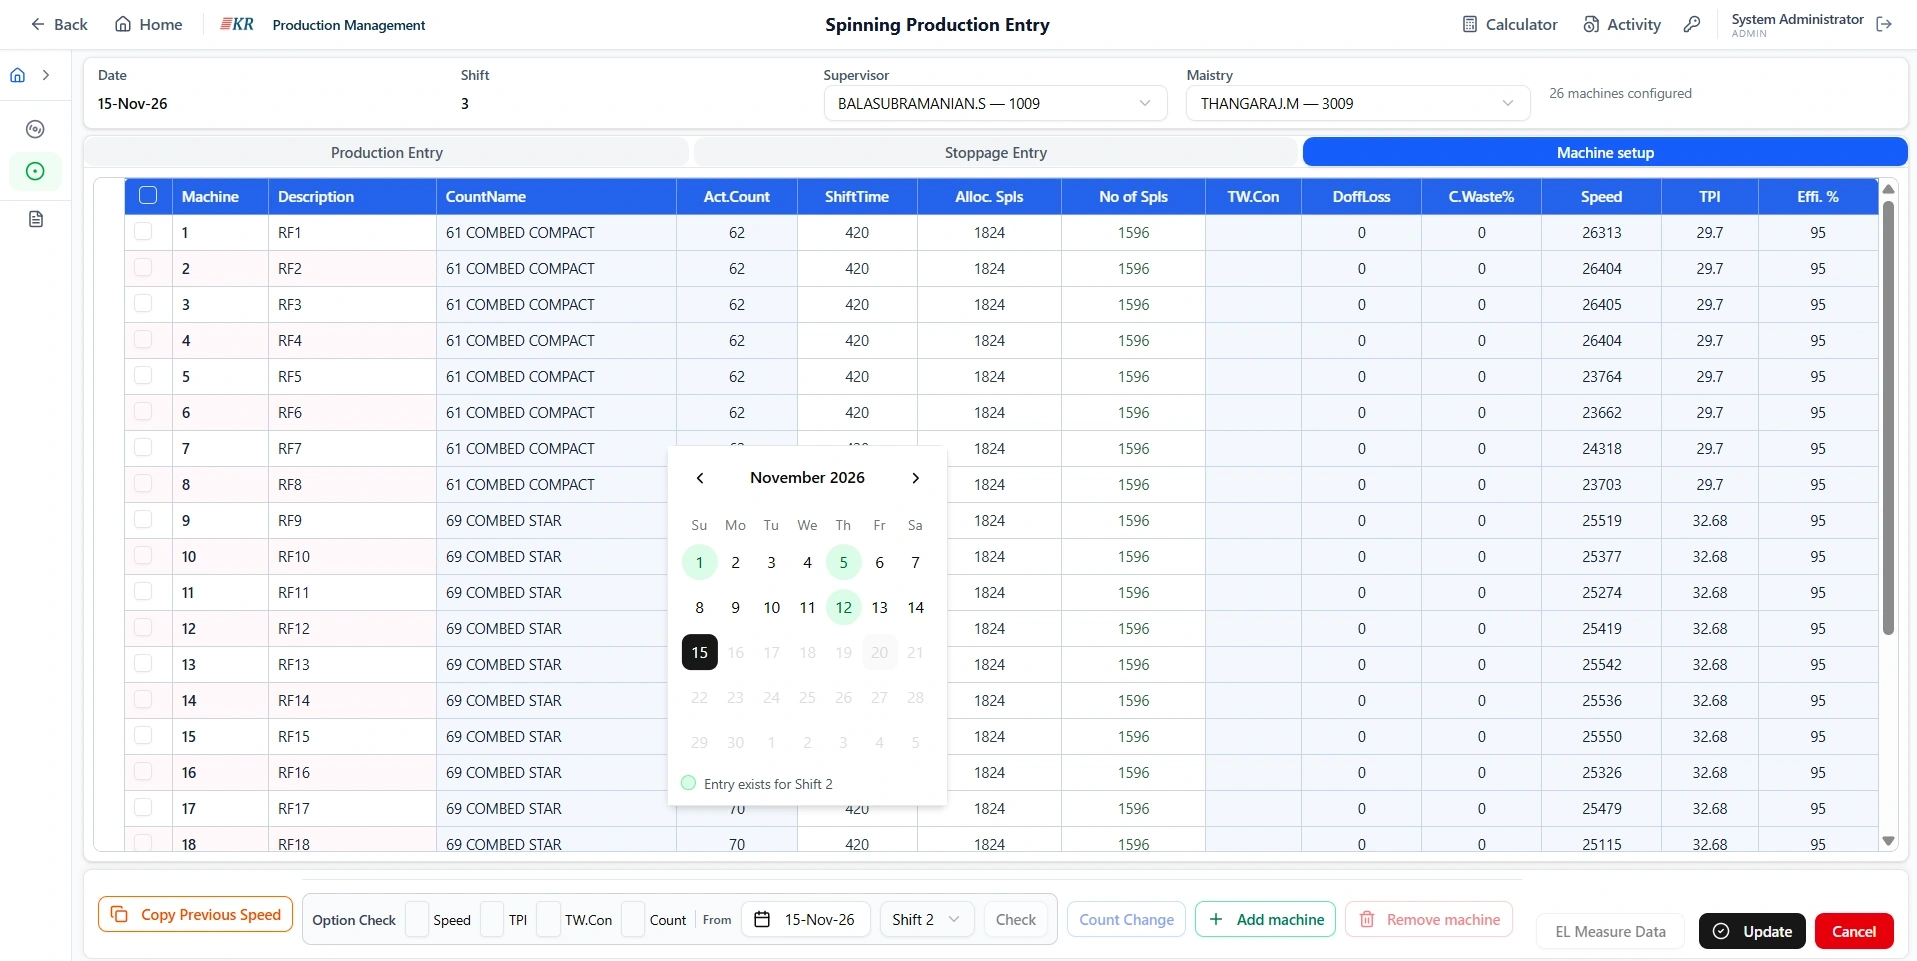 Back
Home
KR
Production Management
Spinning Production Entry
Calculator
Activity
System Administrator
ADMIN
Date
15-Nov-26
Shift
3
Supervisor
BALASUBRAMANIAN.S — 1009
Maistry
THANGARAJ.M — 3009
26 machines configured
Production Entry
Stoppage Entry
Machine setup
Machine Description CountName Act.Count ShiftTime Alloc. Spls No of Spls TW.Con DoffLoss C.Waste% Speed TPI Effi. %
1 RF1 61 COMBED COMPACT 62 420 1824 1596 0 0 26313 29.7 95
2 RF2 61 COMBED COMPACT 62 420 1824 1596 0 0 26404 29.7 95
3 RF3 61 COMBED COMPACT 62 420 1824 1596 0 0 26405 29.7 95
4 RF4 61 COMBED COMPACT 62 420 1824 1596 0 0 26404 29.7 95
5 RF5 61 COMBED COMPACT 62 420 1824 1596 0 0 23764 29.7 95
6 RF6 61 COMBED COMPACT 62 420 1824 1596 0 0 23662 29.7 95
7 RF7 61 COMBED COMPACT 1824 1596 0 0 24318 29.7 95
8 RF8 61 COMBED COMPACT 1824 1596 0 0 23703 29.7 95
9 RF9 69 COMBED STAR 1824 1596 0 0 25519 32.68 95
10 RF10 69 COMBED STAR 1824 1596 0 0 25377 32.68 95
11 RF11 69 COMBED STAR 1824 1596 0 0 25274 32.68 95
12 RF12 69 COMBED STAR 1824 1596 0 0 25419 32.68 95
13 RF13 69 COMBED STAR 1824 1596 0 0 25542 32.68 95
14 RF14 69 COMBED STAR 1824 1596 0 0 25536 32.68 95
15 RF15 69 COMBED STAR 1824 1596 0 0 25550 32.68 95
16 RF16 69 COMBED STAR 1824 1596 0 0 25326 32.68 95
17 RF17 69 COMBED STAR 70 420 1824 1596 0 0 25479 32.68 95
18 RF18 69 COMBED STAR 70 420 1824 1596 0 0 25115 32.68 95
November 2026
Su Mo Tu We Th Fr Sa
1 2 3 4 5 6 7
8 9 10 11 12 13 14
15 16 17 18 19 20 21
22 23 24 25 26 27 28
29 30 1 2 3 4 5
Entry exists for Shift 2
Copy Previous Speed
Option Check
Speed
TPI
TW.Con
Count
From
15-Nov-26
Shift 2
Check
Count Change
Add machine
Remove machine
EL Measure Data
Update
Cancel